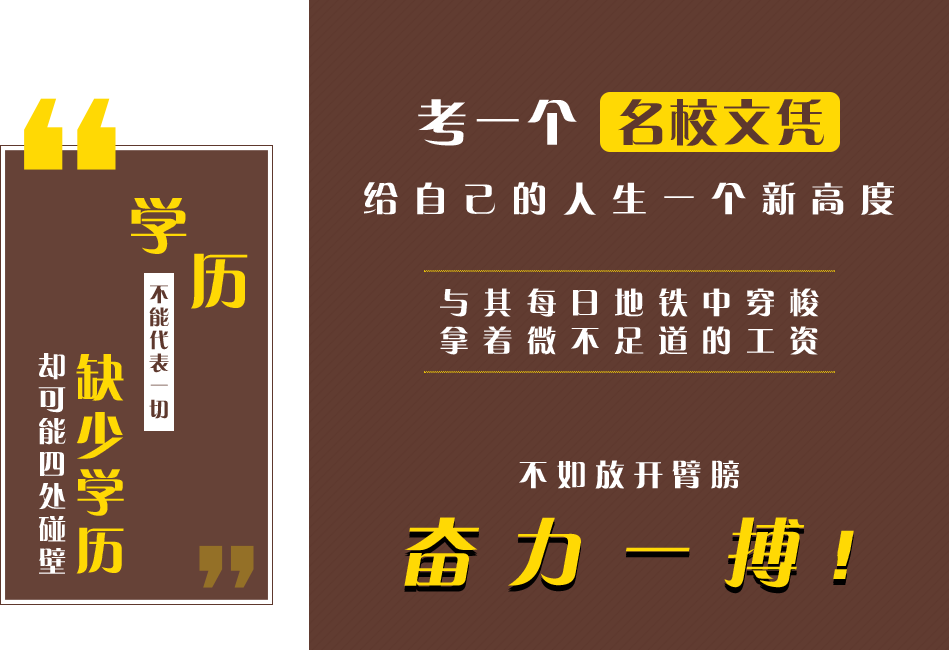 学历
不能代表一切
缺少学历
却可能四处碰壁
考一个 名校文凭
给自己的人生一个新高度
与其每日地铁中穿梭
拿着微不足道的工资
不如放开臂膀
奋力一搏!